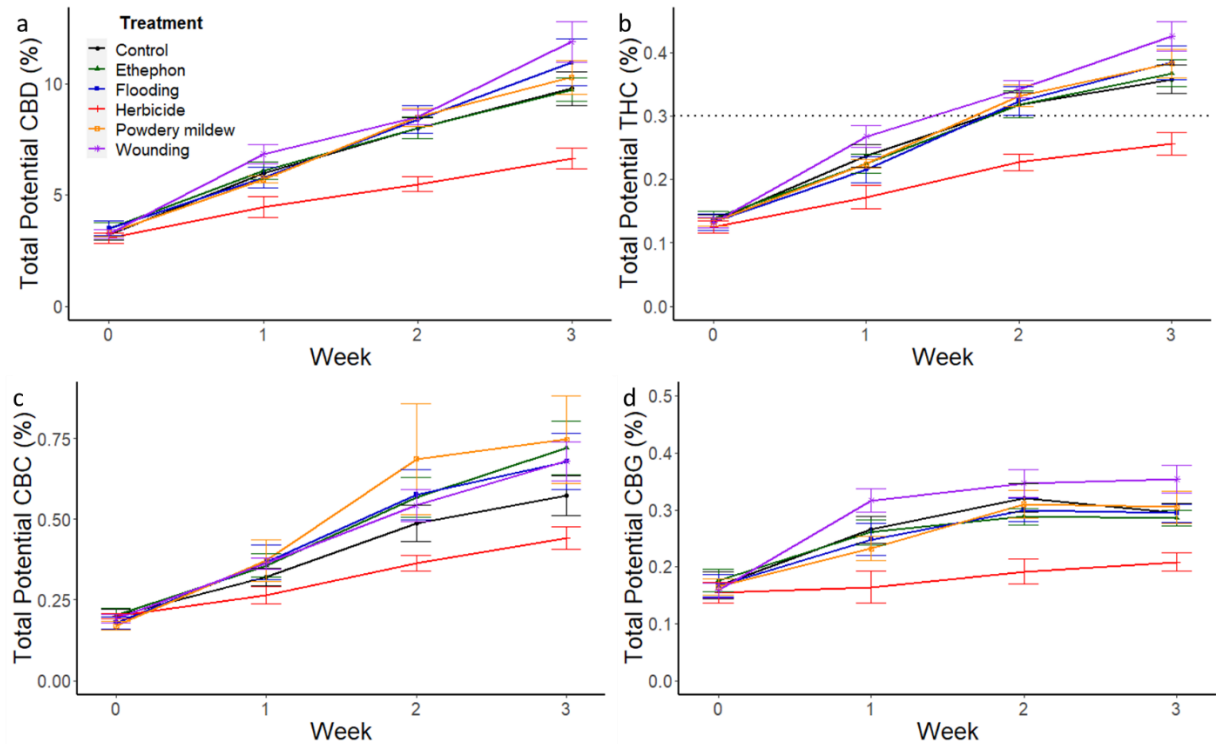 a
Treatment
Control
Ethephon
Flooding
Herbicide
Powdery mildew
Wounding
Total Potential CBD (%)
10
5
0
0 1 2 3
Week
b
Total Potential THC (%)
0.4
0.3
0.2
0.1
0.0
0 1 2 3
Week
c
Total Potential CBC (%)
0.75
0.50
0.25
0.00
0 1 2 3
Week
d
Total Potential CBG (%)
0.5
0.4
0.3
0.2
0.1
0.0
0 1 2 3
Week